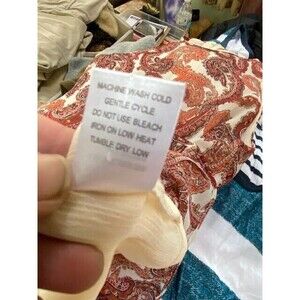 MACHINE WASH COLD
GENTLE CYCLE
DO NOT USE BLEACH
IRON ON LOW HEAT
TUMBLE DRY LOW